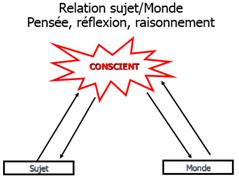 Relation sujet/Monde
Pensée, réflexion, raisonnement
CONSCIENT
Sujet
Monde